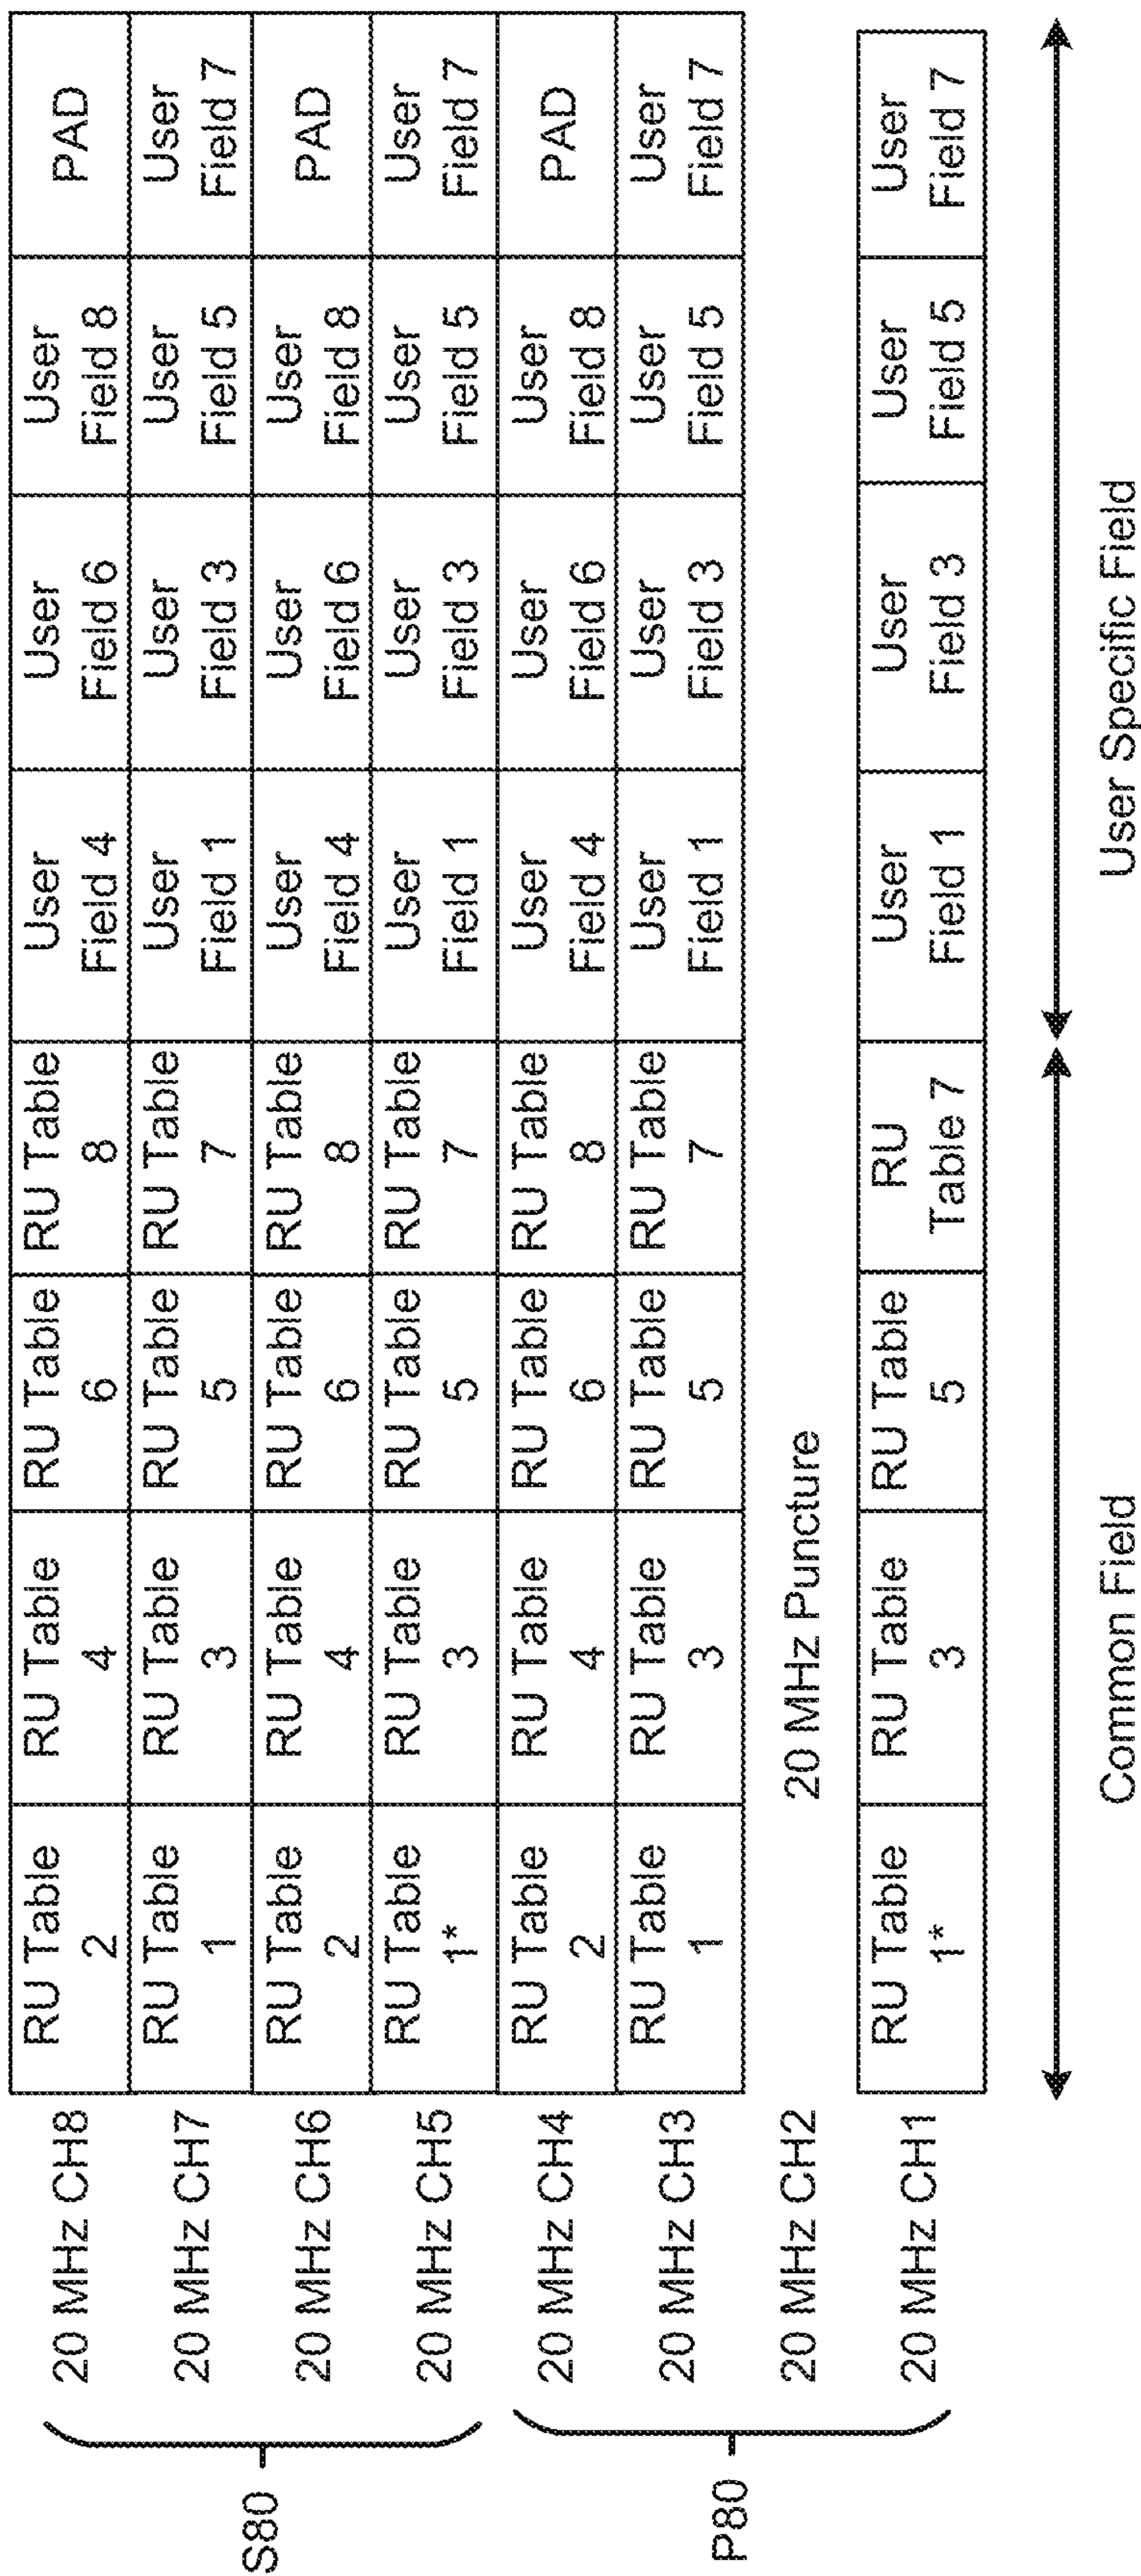 S80
20 MHz CH8
RU Table
2
RU Table
4
RU Table
6
RU Table
8
User
Field 4
User
Field 6
User
Field 8
PAD
20 MHz CH7
RU Table
1
RU Table
3
RU Table
5
RU Table
7
User
Field 1
User
Field 3
User
Field 5
User
Field 7
20 MHz CH6
RU Table
2
RU Table
4
RU Table
6
RU Table
8
User
Field 4
User
Field 6
User
Field 8
PAD
20 MHz CH5
RU Table
1*
RU Table
3
RU Table
5
RU Table
7
User
Field 1
User
Field 3
User
Field 5
User
Field 7
P80
20 MHz CH4
RU Table
2
RU Table
4
RU Table
6
RU Table
8
User
Field 4
User
Field 6
User
Field 8
PAD
20 MHz CH3
RU Table
1
RU Table
3
RU Table
5
RU Table
7
User
Field 1
User
Field 3
User
Field 5
User
Field 7
20 MHz CH2
20 MHz Puncture
20 MHz CH1
RU Table
1*
RU Table
3
RU Table
5
RU
Table 7
User
Field 1
User
Field 3
User
Field 5
User
Field 7
Common Field
User Specific Field